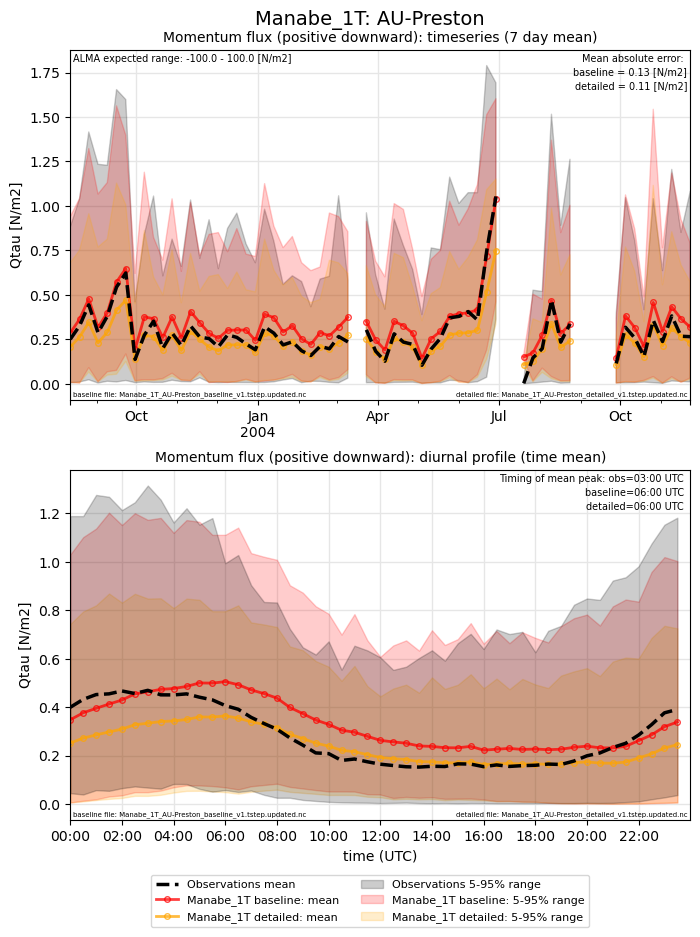 Manabe_1T: AU-Preston
Momentum flux (positive downward): timeseries (7 day mean)
ALMA expected range: -100.0 - 100.0 [N/m2]
Mean absolute error:
baseline = 0.13 [N/m2]
detailed = 0.11 [N/m2]
Qtau [N/m2]
1.75
1.50
1.25
1.00
0.75
0.50
0.25
0.00
baseline file: Manabe_1T_AU-Preston_baseline_v1.tstep.updated.nc
detailed file: Manabe_1T_AU-Preston_detailed_v1.tstep.updated.nc
Oct Jan Apr Jul Oct
2004
Momentum flux (positive downward): diurnal profile (time mean)
Timing of mean peak: obs=03:00 UTC
baseline=06:00 UTC
detailed=06:00 UTC
Qtau [N/m2]
1.2
1.0
0.8
0.6
0.4
0.2
0.0
baseline file: Manabe_1T_AU-Preston_baseline_v1.tstep.updated.nc
detailed file: Manabe_1T_AU-Preston_detailed_v1.tstep.updated.nc
00:00 02:00 04:00 06:00 08:00 10:00 12:00 14:00 16:00 18:00 20:00 22:00
time (UTC)
Observations mean
Manabe_1T baseline: mean
Manabe_1T detailed: mean
Observations 5-95% range
Manabe_1T baseline: 5-95% range
Manabe_1T detailed: 5-95% range